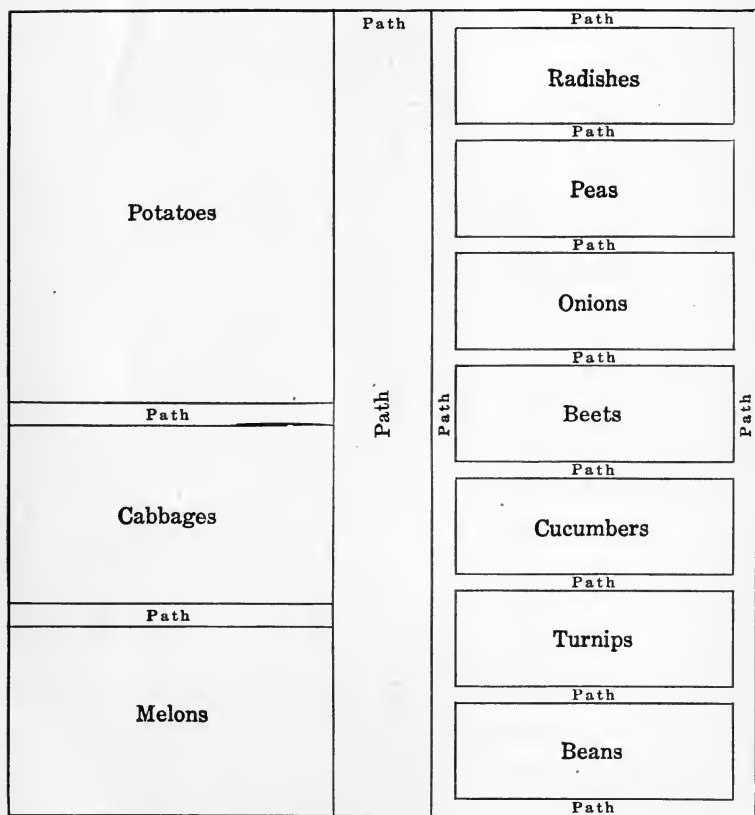 Path
Path
Radishes
Path
Peas
Potatoes
Path
Onions
Path
Path
Path
Path
Beets
Path
Path
Cabbages
Cucumbers
Path
Path
Turnips
Path
Melons
Beans
Path